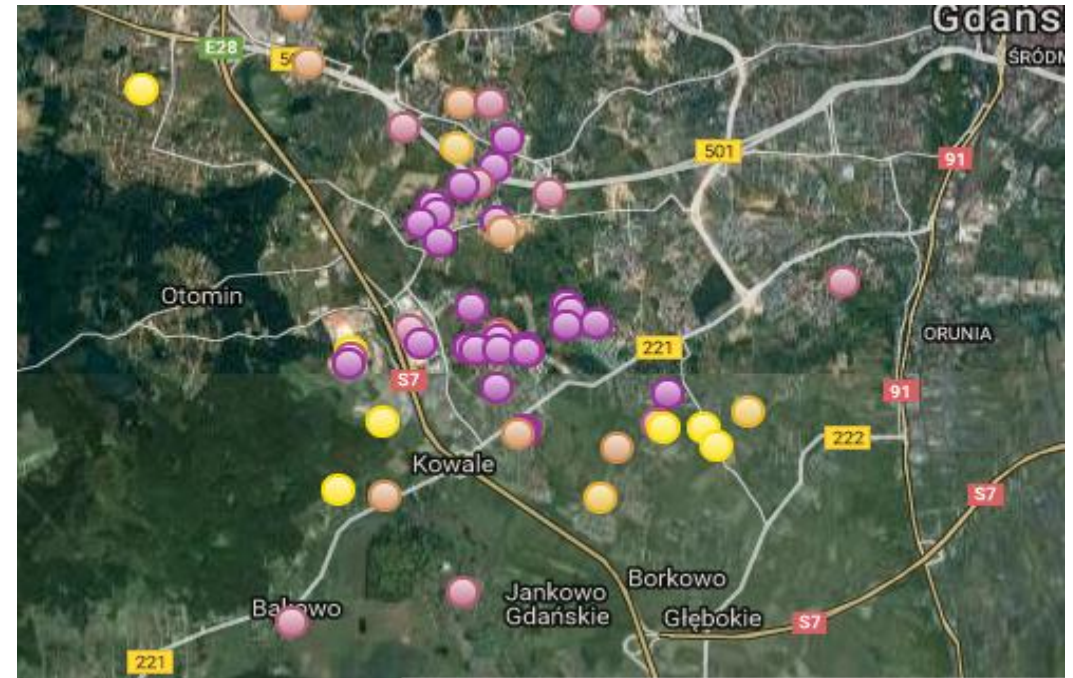 Gdańs
E28
ŚRÓDM
501
91
Otomin
221
ORUNIA
S7
91
222
Kowale
S7
Borkowo
Jankowo
Gdańskie
Bąkowo
Głębokie
S7
221